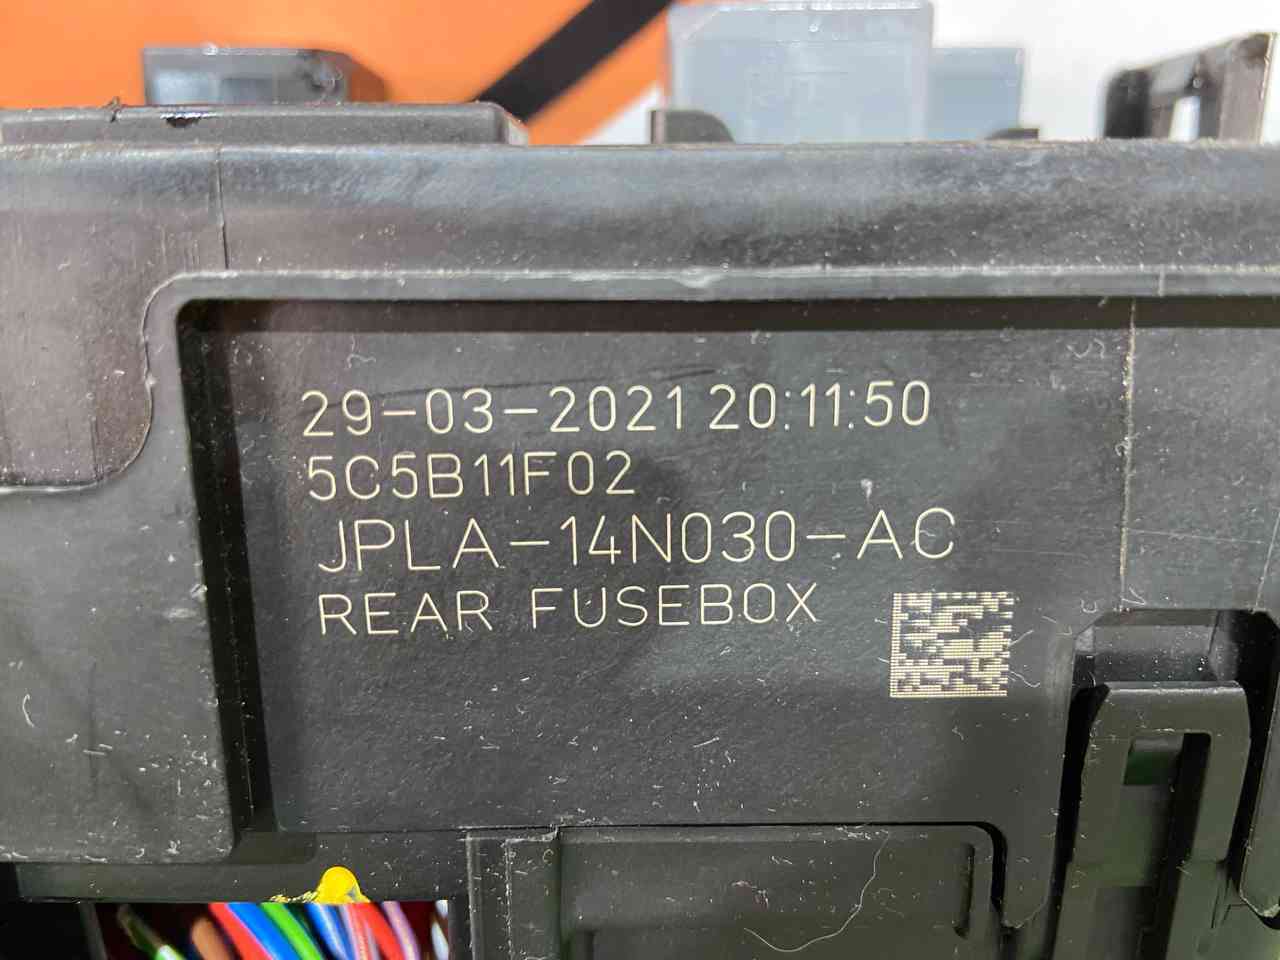 29-03-2021 20:11:50
5C5B11F02
JPLA-14N030-AC
REAR FUSEBOX